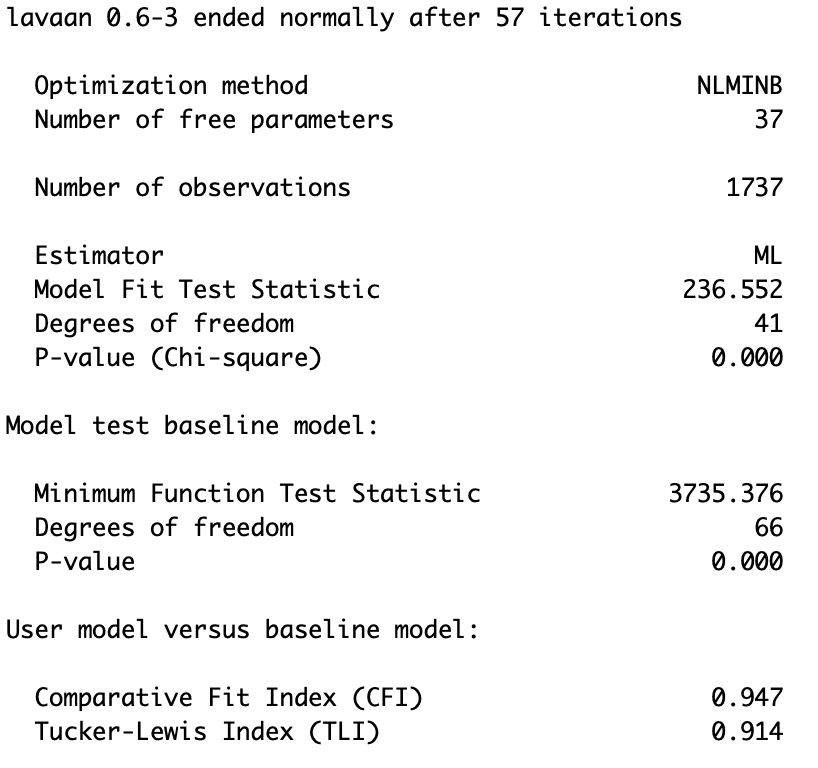 lavaan 0.6-3 ended normally after 57 iterations
Optimization method NLMINB
Number of free parameters 37
Number of observations 1737
Estimator ML
Model Fit Test Statistic 236.552
Degrees of freedom 41
P-value (Chi-square) 0.000
Model test baseline model:
Minimum Function Test Statistic 3735.376
Degrees of freedom 66
P-value 0.000
User model versus baseline model:
Comparative Fit Index (CFI) 0.947
Tucker-Lewis Index (TLI) 0.914